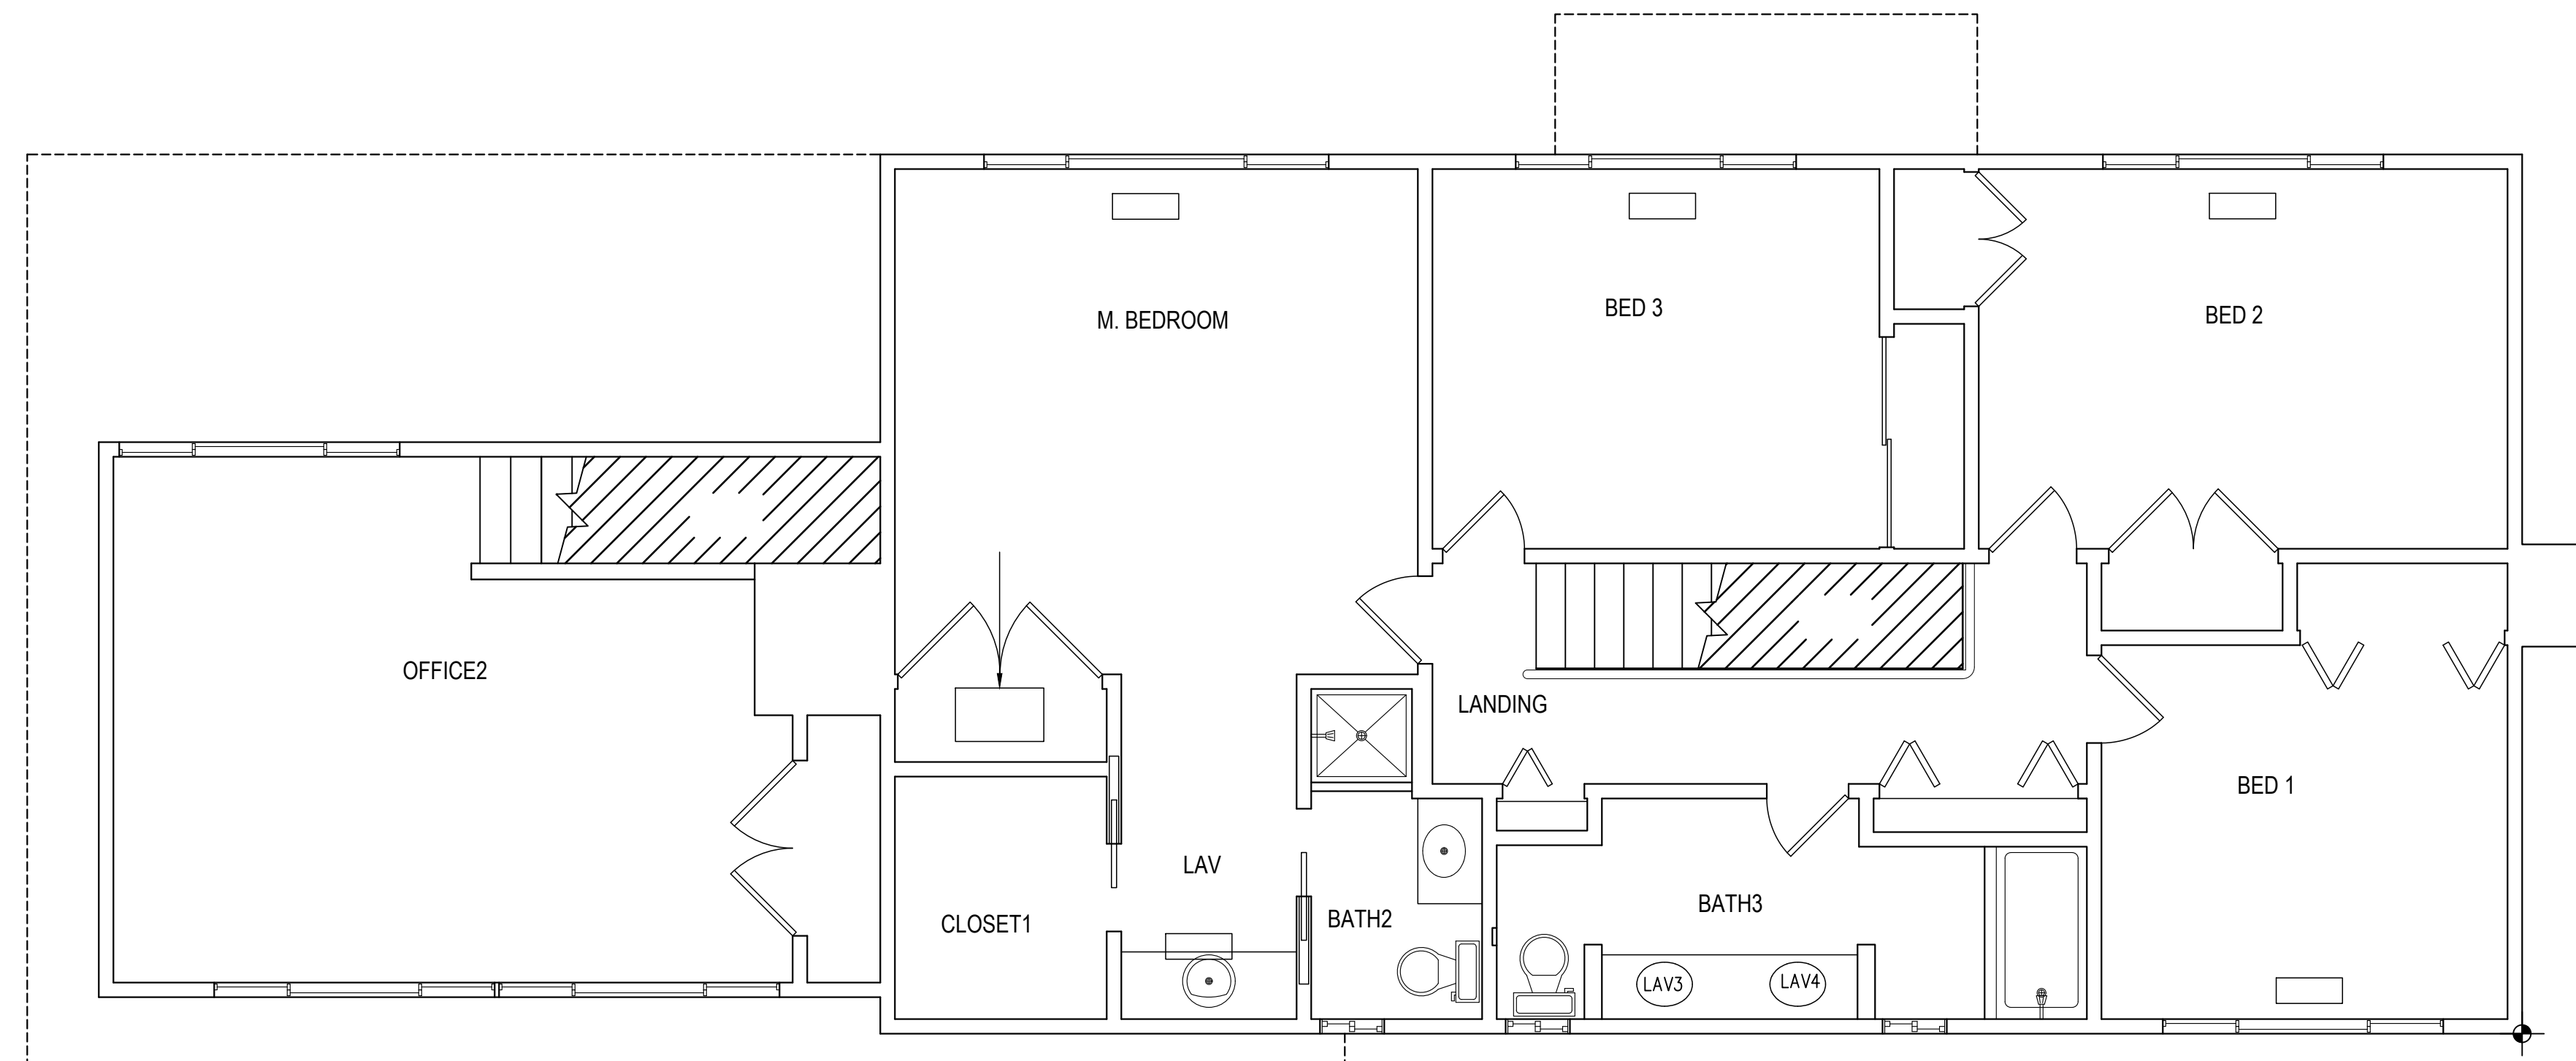 M. BEDROOM
BED 3
BED 2
OFFICE2
LANDING
BED 1
LAV
CLOSET1
BATH2
BATH3
LAV3
LAV4